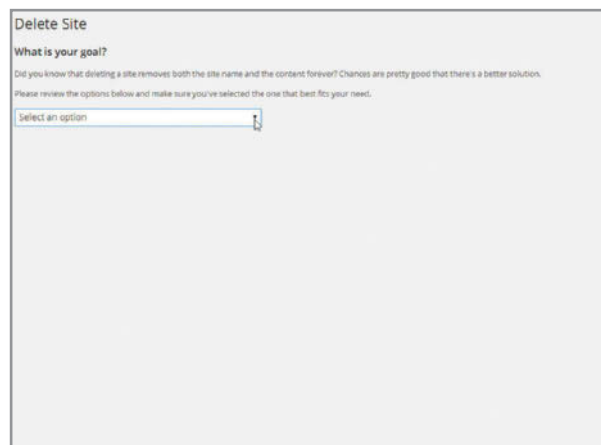 Delete Site
What is your goal?
Did you know that deleting a site removes both the site name and the content forever? Chances are pretty good that there's a better solution.
Please review the options below and make sure you've selected the one that best fits your need.
Select an option